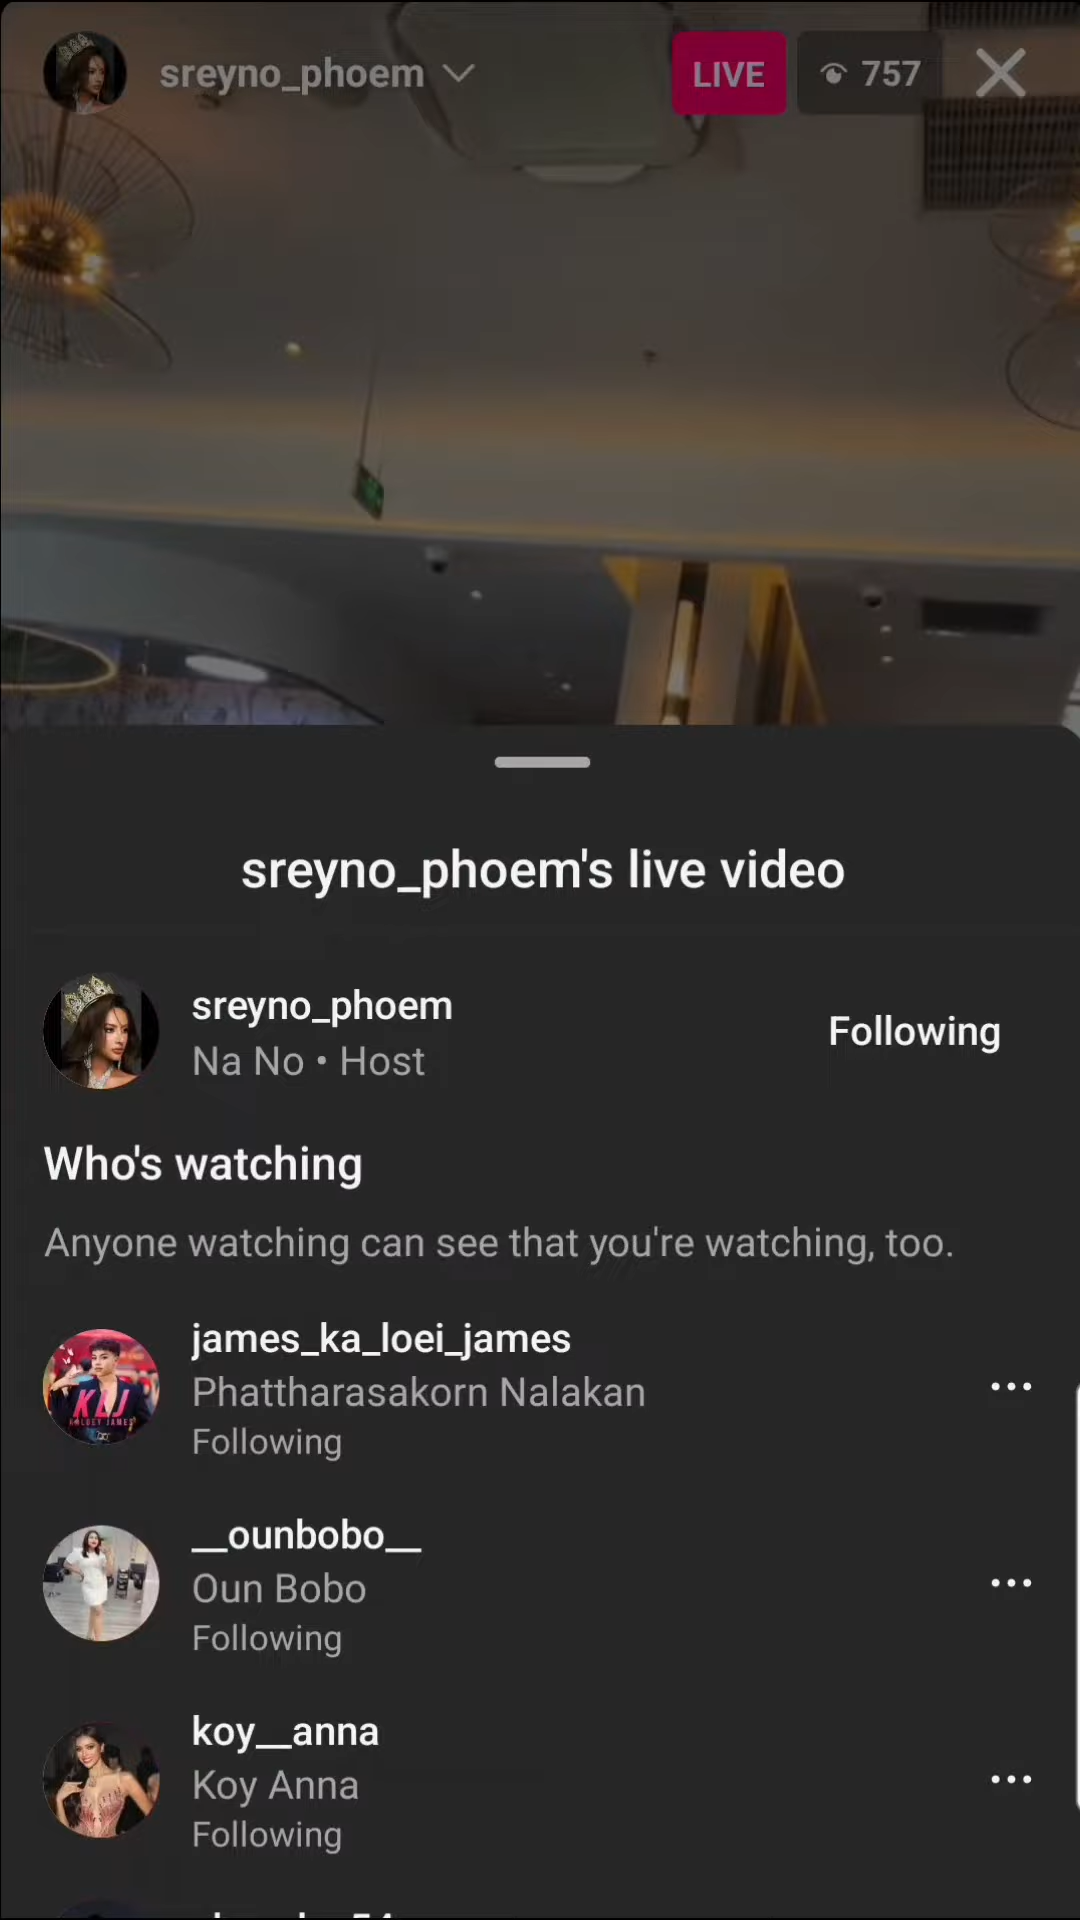 sreyno_phoem
LIVE
757
sreyno_phoem's live video
sreyno_phoem
Na No • Host
Following
Who's watching
Anyone watching can see that you're watching, too.
james_ka_loei_james
Phattharasakorn Nalakan
Following
KLJ
__ounbobo__
Oun Bobo
Following
koy__anna
Koy Anna
Following